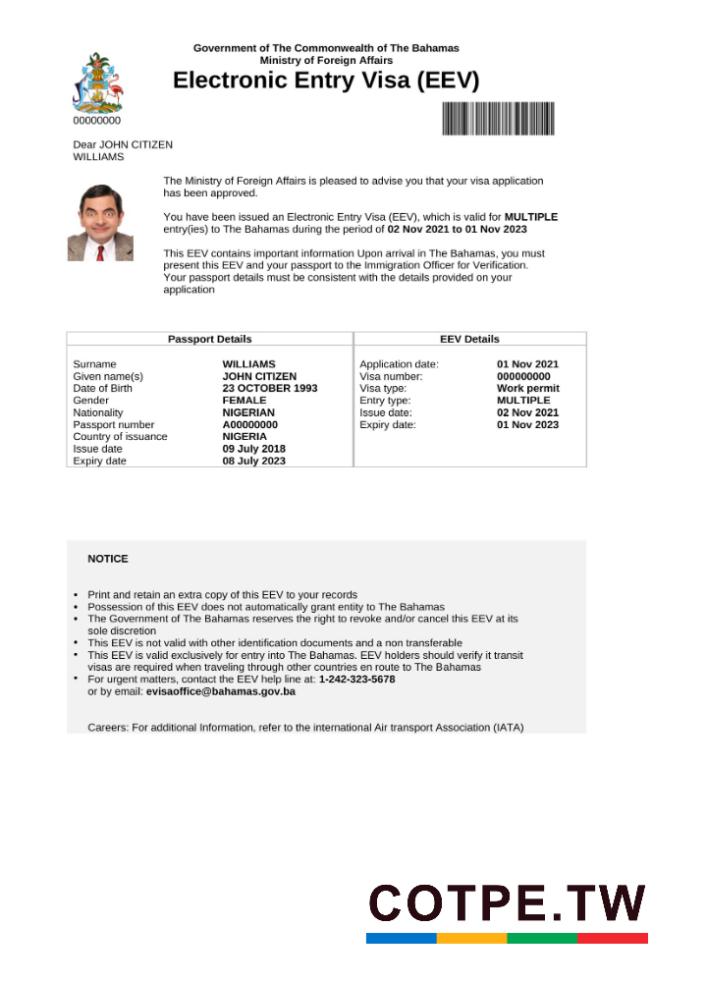 Government of The Commonwealth of The Bahamas
Ministry of Foreign Affairs
Electronic Entry Visa (EEV)
00000000
Dear JOHN CITIZEN
WILLIAMS
The Ministry of Foreign Affairs is pleased to advise you that your visa application
has been approved.
You have been issued an Electronic Entry Visa (EEV), which is valid for MULTIPLE
entry(ies) to The Bahamas during the period of 02 Nov 2021 to 01 Nov 2023
This EEV contains important information Upon arrival in The Bahamas, you must
present this EEV and your passport to the Immigration Officer for Verification.
Your passport details must be consistent with the details provided on your
application
Passport Details
Surname WILLIAMS
Given name(s) JOHN CITIZEN
Date of Birth 23 OCTOBER 1993
Gender FEMALE
Nationality NIGERIAN
Passport number A00000000
Country of issuance NIGERIA
Issue date 09 July 2018
Expiry date 08 July 2023
EEV Details
Application date: 01 Nov 2021
Visa number: 000000000
Visa type: Work permit
Entry type: MULTIPLE
Issue date: 02 Nov 2021
Expiry date: 01 Nov 2023
NOTICE
• Print and retain an extra copy of this EEV to your records
• Possession of this EEV does not automatically grant entity to The Bahamas
• The Government of The Bahamas reserves the right to revoke and/or cancel this EEV at its
sole discretion
• This EEV is not valid with other identification documents and a non transferable
• This EEV is valid exclusively for entry into The Bahamas. EEV holders should verify it transit
visas are required when traveling through other countries en route to The Bahamas
• For urgent matters, contact the EEV help line at: 1-242-323-5678
or by email: evisaoffice@bahamas.gov.ba
Careers: For additional Information, refer to the international Air transport Association (IATA)
COTPE.TW